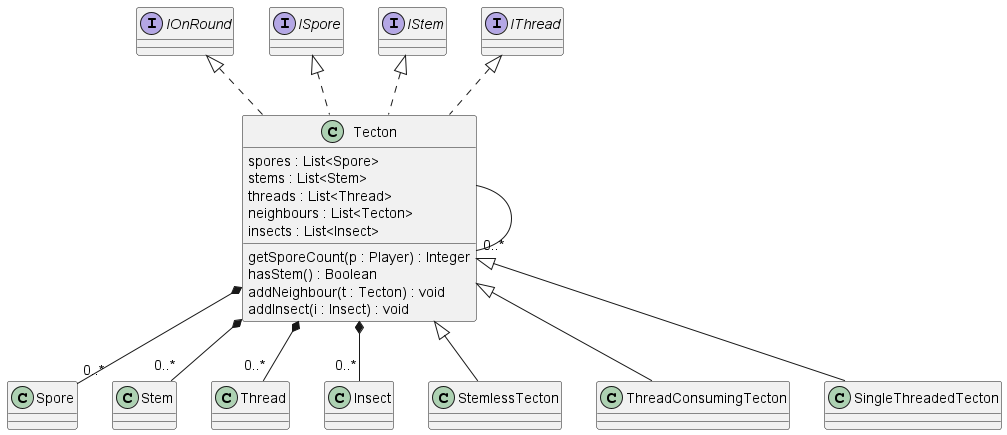 I IOnRound
I ISpore
I IStem
I IThread
C Tecton
spores : List<Spore>
stems : List<Stem>
threads : List<Thread>
neighbours : List<Tecton>
insects : List<Insect>
0..*
getSporeCount(p : Player) : Integer
hasStem() : Boolean
addNeighbour(t : Tecton) : void
addInsect(i : Insect) : void
0..*
0..*
0..*
0..*
C Spore
C Stem
C Thread
C Insect
C StemlessTecton
C ThreadConsumingTecton
C SingleThreadedTecton